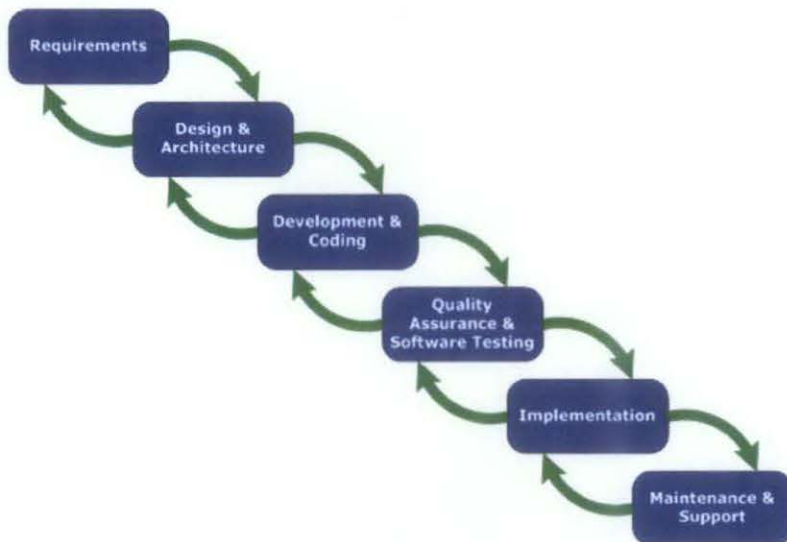 Requirements
Design &
Architecture
Development &
Coding
Quality
Assurance &
Software Testing
Implementation
Maintenance &
Support